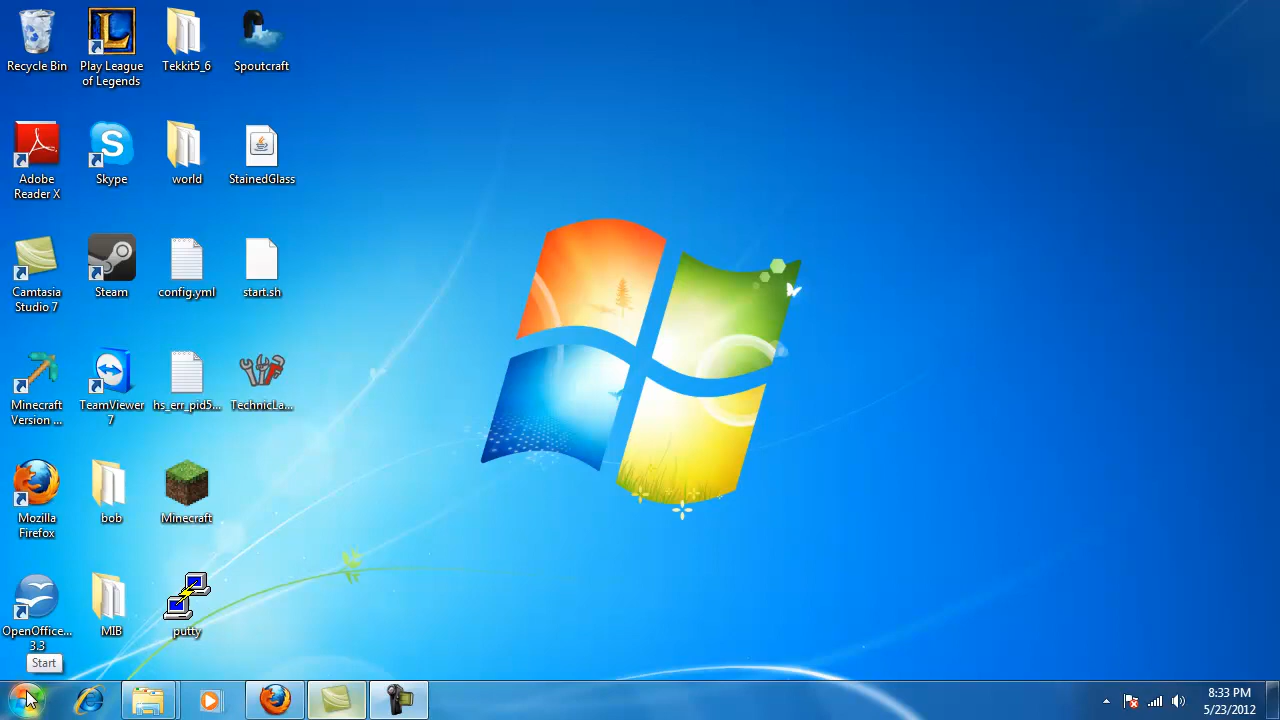 Recycle Bin
Play League
of Legends
Tekkit5_6
Spoutcraft
Adobe
Reader X
Skype
world
StainedGlass
Camtasia
Studio 7
Steam
config.yml
start.sh
Minecraft
Version ...
TeamViewer
7
hs_err_pid5...
TechnicLa...
Mozilla
Firefox
bob
Minecraft
OpenOffice...
3.3
MIB
putty
Start
8:33 PM
5/23/2012